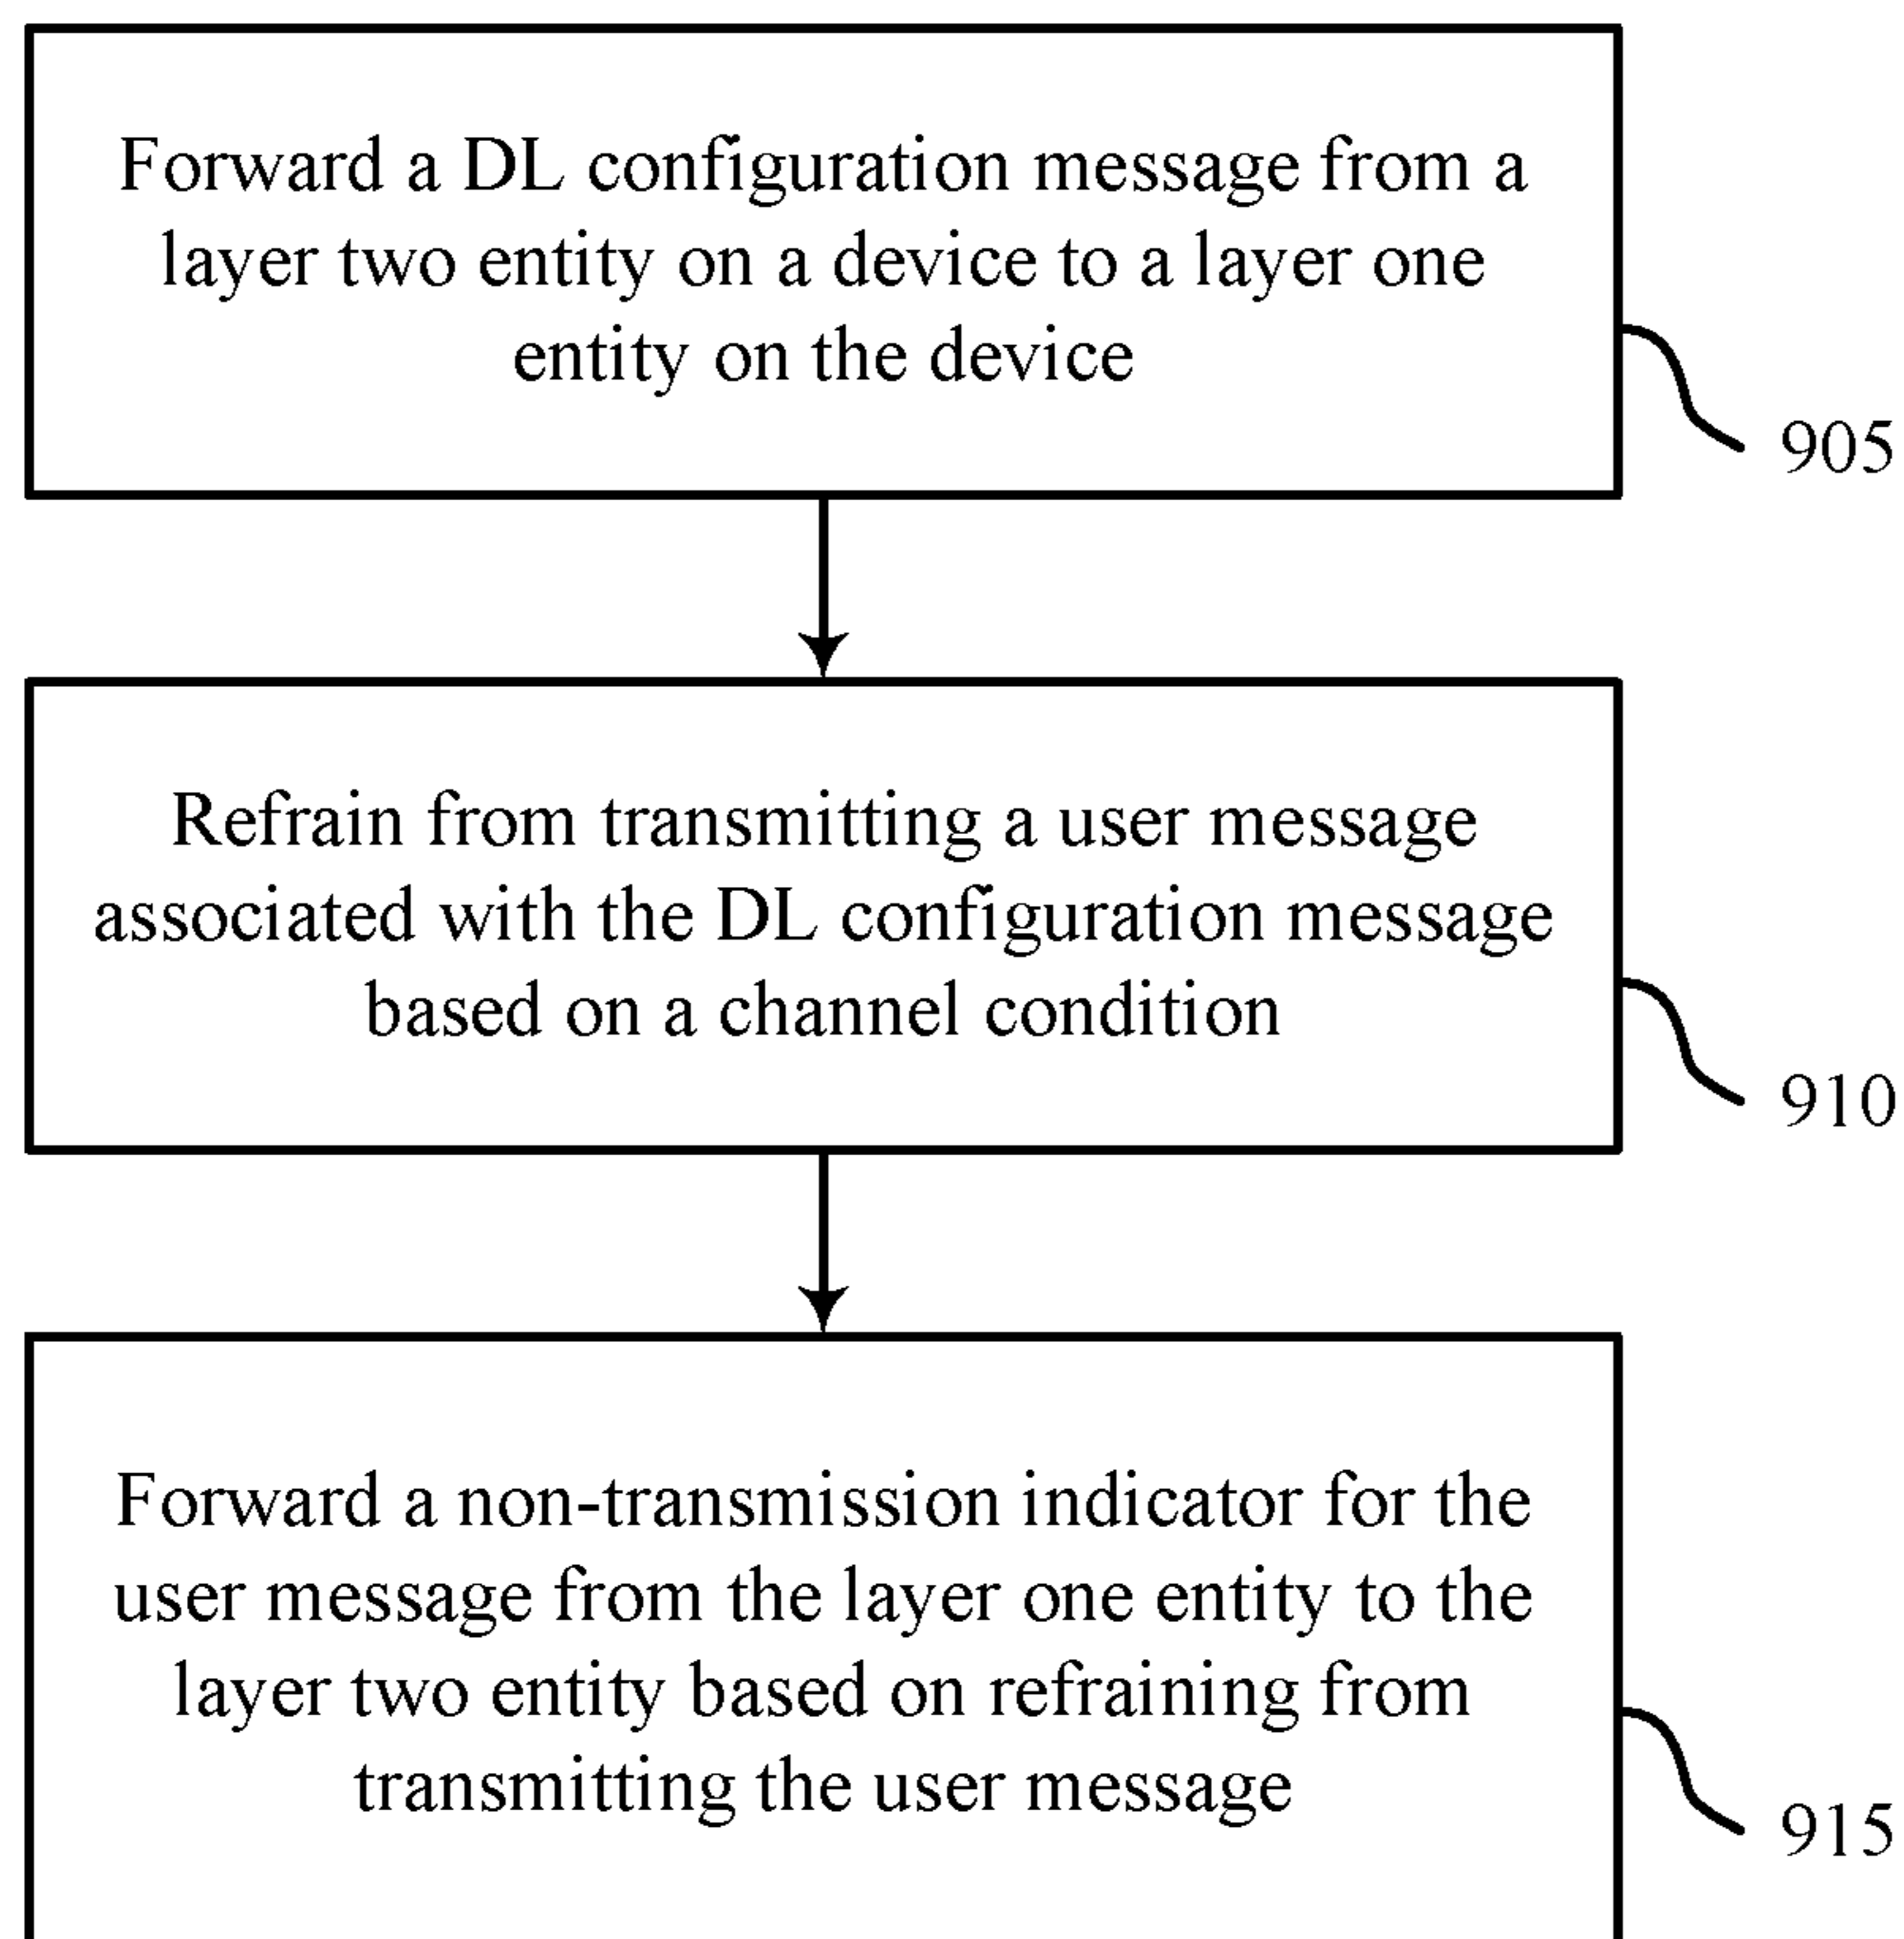 Forward a DL configuration message from a
layer two entity on a device to a layer one
entity on the device
905
Refrain from transmitting a user message
associated with the DL configuration message
based on a channel condition
910
Forward a non-transmission indicator for the
user message from the layer one entity to the
layer two entity based on refraining from
transmitting the user message
915